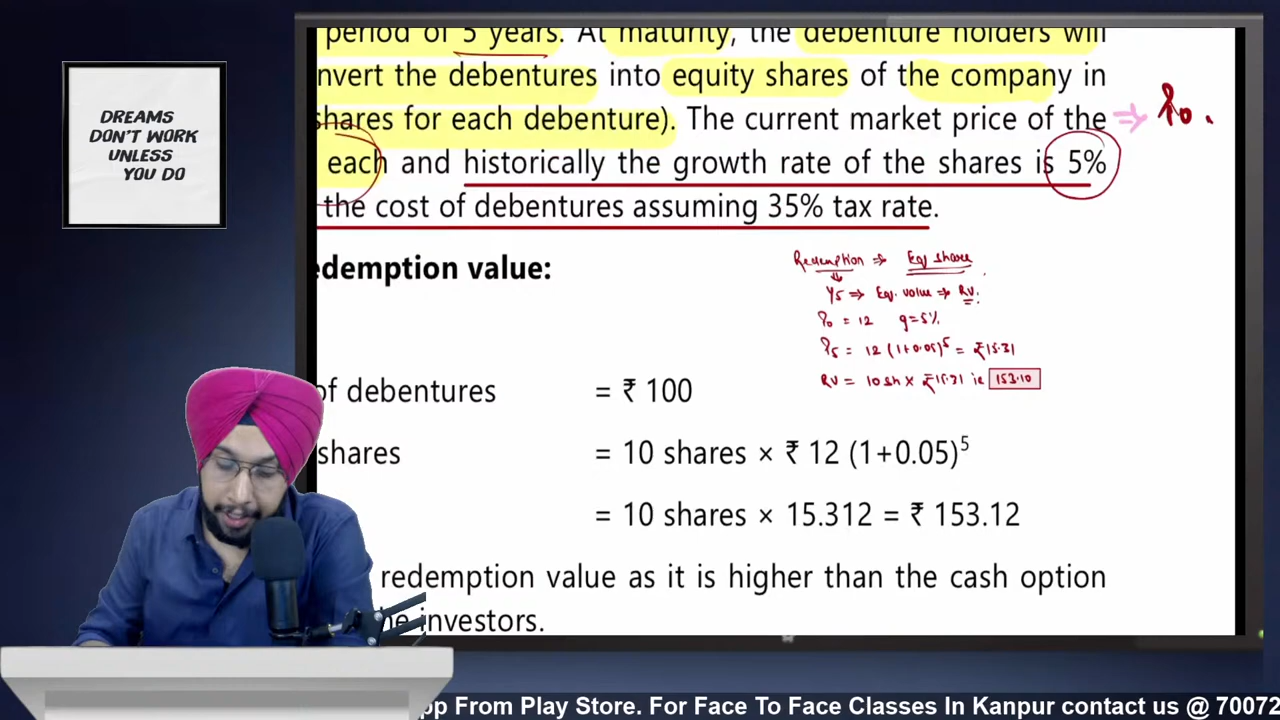 DREAMS
DON'T WORK
UNLESS
YOU DO
period of 5 years. At maturity, the debenture holders will
nvert the debentures into equity shares of the company in
shares for each debenture). The current market price of the ⇒ P0.
each and historically the growth rate of the shares is 5%
the cost of debentures assuming 35% tax rate.
edemption value:
Redemption ⇒ Eq share
Y5 ⇒ Eq. value ⇒ RV.
P0 = 12 g=5%
P5 = 12 (1+0.05)^5 = ₹15.31
RV = 10 sh × ₹15.31 ie 153.10
of debentures = ₹ 100
shares = 10 shares × ₹ 12 (1+0.05)^5
= 10 shares × 15.312 = ₹ 153.12
redemption value as it is higher than the cash option
he investors.
pp From Play Store. For Face To Face Classes In Kanpur contact us @ 70072